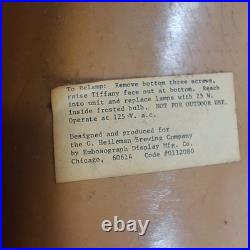 To Relamp: Remove bottom three screws,
raise Tiffany face out at bottom. Reach
into unit and replace lamps with 25 W.
inside frosted bulb. NOT FOR OUTDOOR USE.
Operate at 125 V. a.c.
Designed and produced for
the G. Heileman Brewing Company
by Embosograph Display Mfg. Co.
Chicago, 60614 Code #0112080